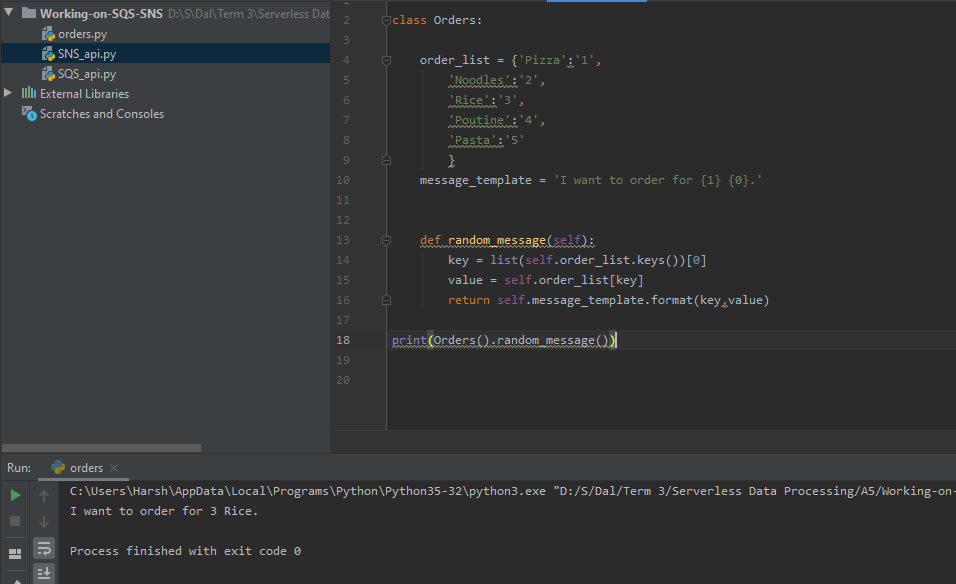 Working-on-SQS-SNS D:\S\Dal\Term 3\Serverless Dat
orders.py
SNS_api.py
SQS_api.py
External Libraries
Scratches and Consoles
2 class Orders:
3
4 order_list = {'Pizza':'1',
5 'Noodles':'2',
6 'Rice':'3',
7 'Poutine':'4',
8 'Pasta':'5'
9 }
10 message_template = 'I want to order for {1} {0}.'
11
12
13 def random_message(self):
14 key = list(self.order_list.keys())[0]
15 value = self.order_list[key]
16 return self.message_template.format(key,value)
17
18 print(Orders().random_message())
19
20
Run: orders
C:\Users\Harsh\AppData\Local\Programs\Python\Python35-32\python3.exe "D:/S/Dal/Term 3/Serverless Data Processing/A5/Working-on-
I want to order for 3 Rice.
Process finished with exit code 0